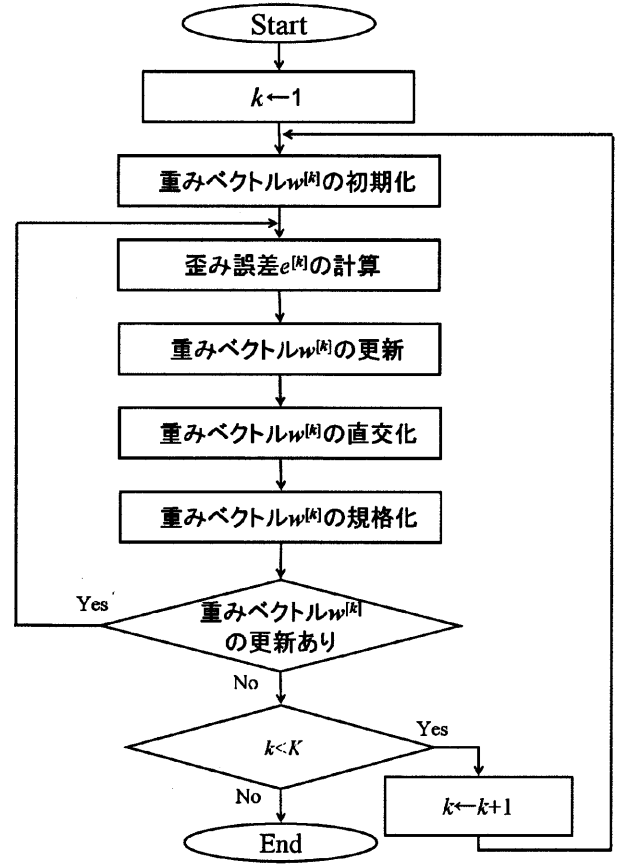 Start
k←1
重みベクトルw[k]の初期化
歪み誤差e[k]の計算
重みベクトルw[k]の更新
重みベクトルw[k]の直交化
重みベクトルw[k]の規格化
Yes
重みベクトルw[k]
の更新あり
No
k<K
Yes
No
k←k+1
End